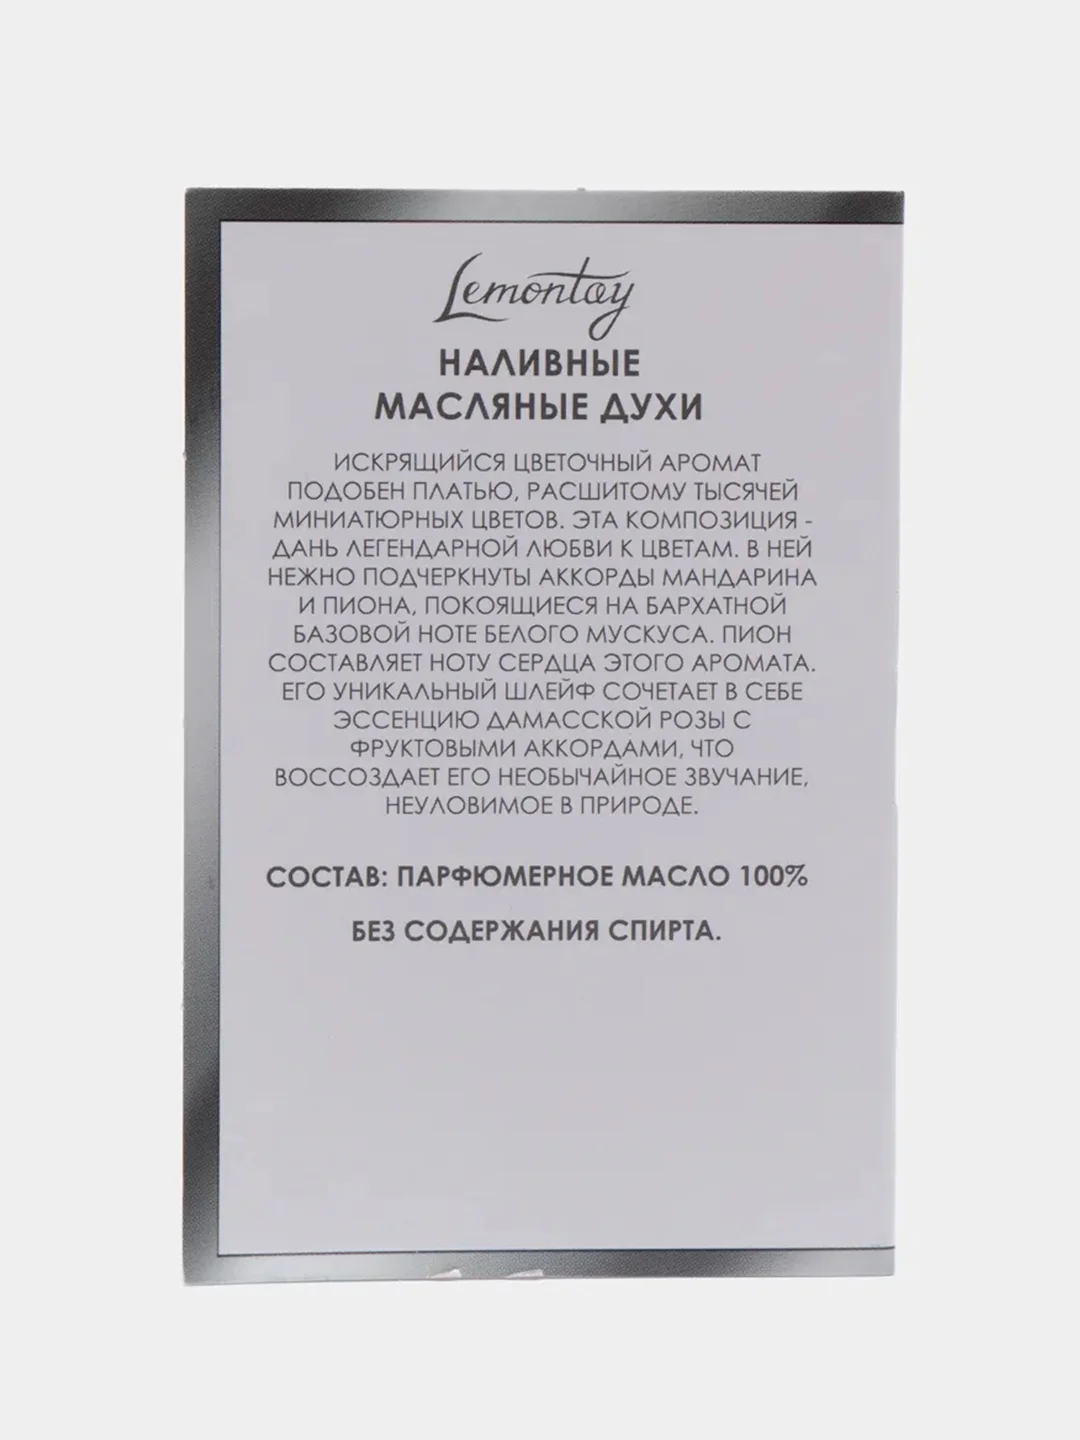 Lemontay
НАЛИВНЫЕ
МАСЛЯНЫЕ ДУХИ
ИСКРЯЩИЙСЯ ЦВЕТОЧНЫЙ АРОМАТ
ПОДОБЕН ПЛАТЬЮ, РАСШИТОМУ ТЫСЯЧЕЙ
МИНИАТЮРНЫХ ЦВЕТОВ. ЭТА КОМПОЗИЦИЯ -
ДАНЬ ЛЕГЕНДАРНОЙ ЛЮБВИ К ЦВЕТАМ. В НЕЙ
НЕЖНО ПОДЧЕРКНУТЫ АККОРДЫ МАНДАРИНА
И ПИОНА, ПОКОЯЩИЕСЯ НА БАРХАТНОЙ
БАЗОВОЙ НОТЕ БЕЛОГО МУСКУСА. ПИОН
СОСТАВЛЯЕТ НОТУ СЕРДЦА ЭТОГО АРОМАТА.
ЕГО УНИКАЛЬНЫЙ ШЛЕЙФ СОЧЕТАЕТ В СЕБЕ
ЭССЕНЦИЮ ДАМАССКОЙ РОЗЫ С
ФРУКТОВЫМИ АККОРДАМИ, ЧТО
ВОССОЗДАЕТ ЕГО НЕОБЫЧАЙНОЕ ЗВУЧАНИЕ,
НЕУЛОВИМОЕ В ПРИРОДЕ.
СОСТАВ: ПАРФЮМЕРНОЕ МАСЛО 100%
БЕЗ СОДЕРЖАНИЯ СПИРТА.